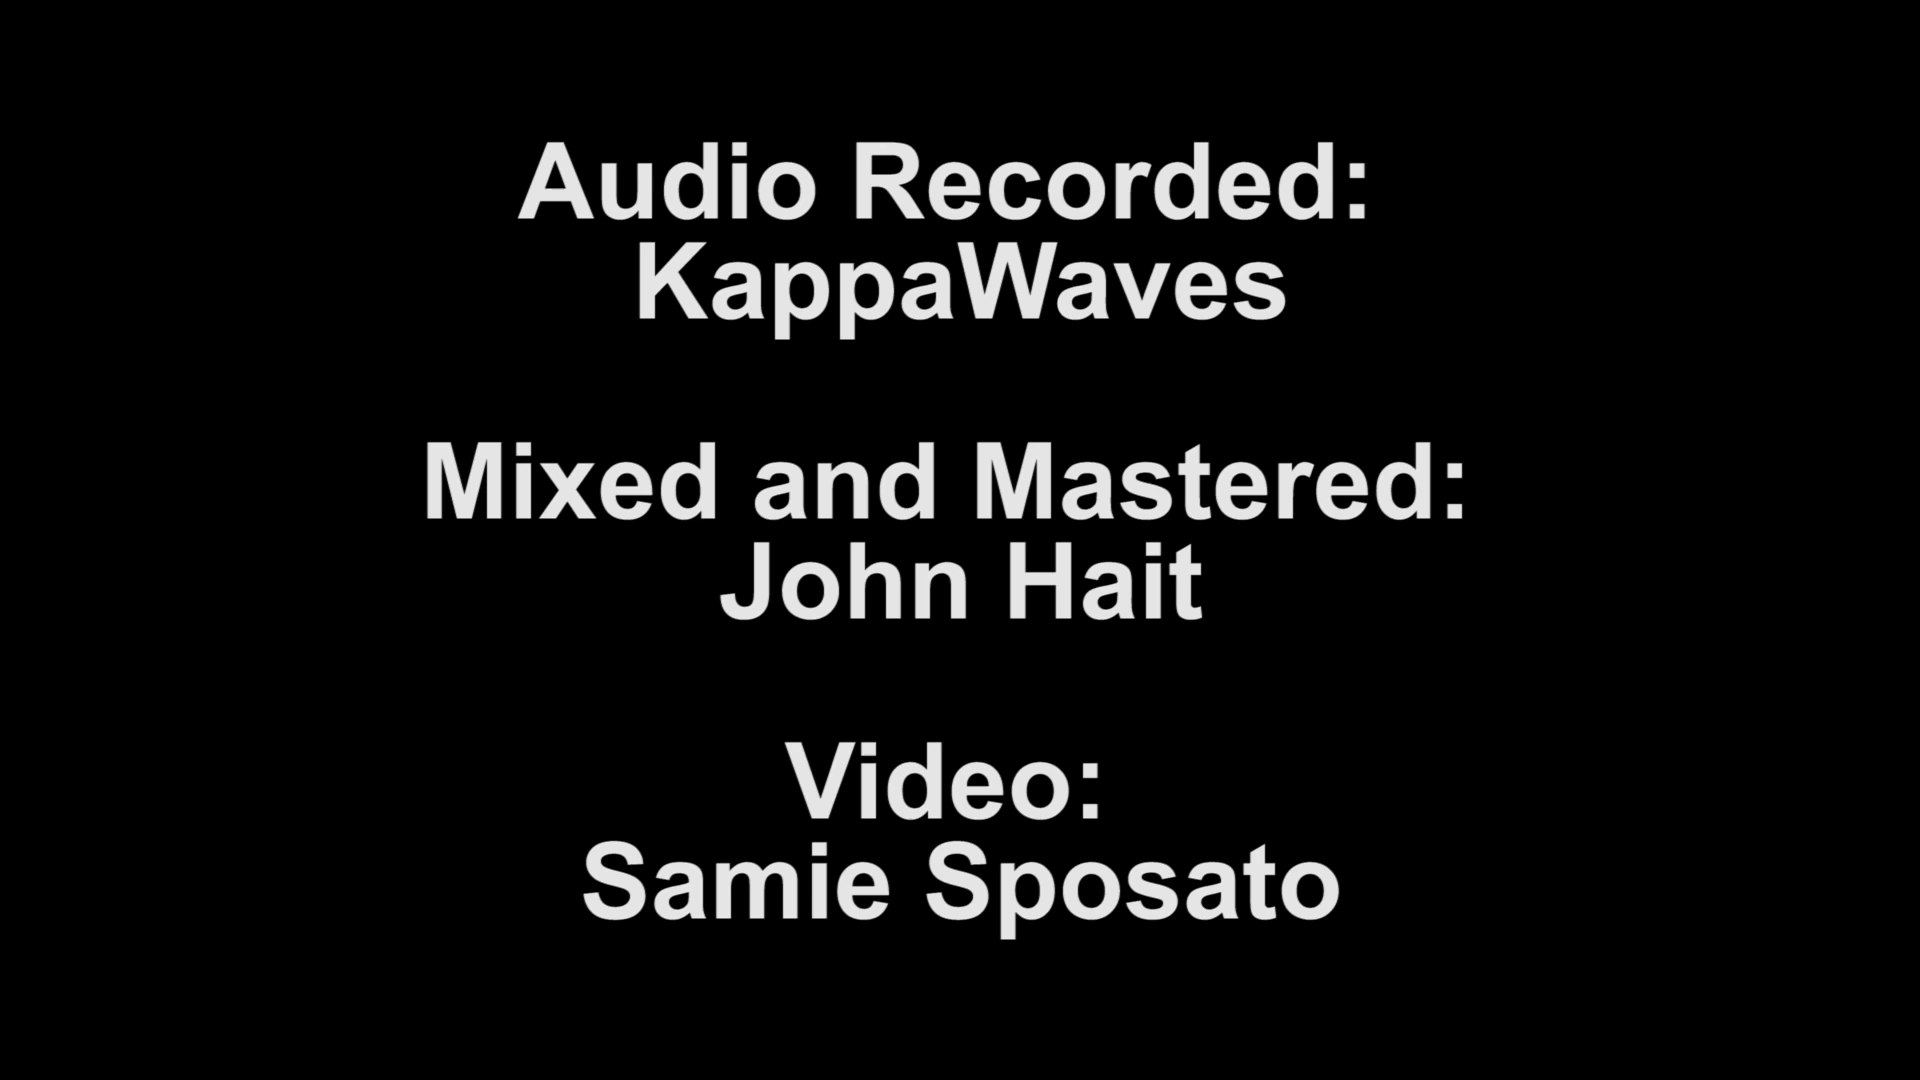 Audio Recorded:
KappaWaves
Mixed and Mastered:
John Hait
Video:
Samie Sposato